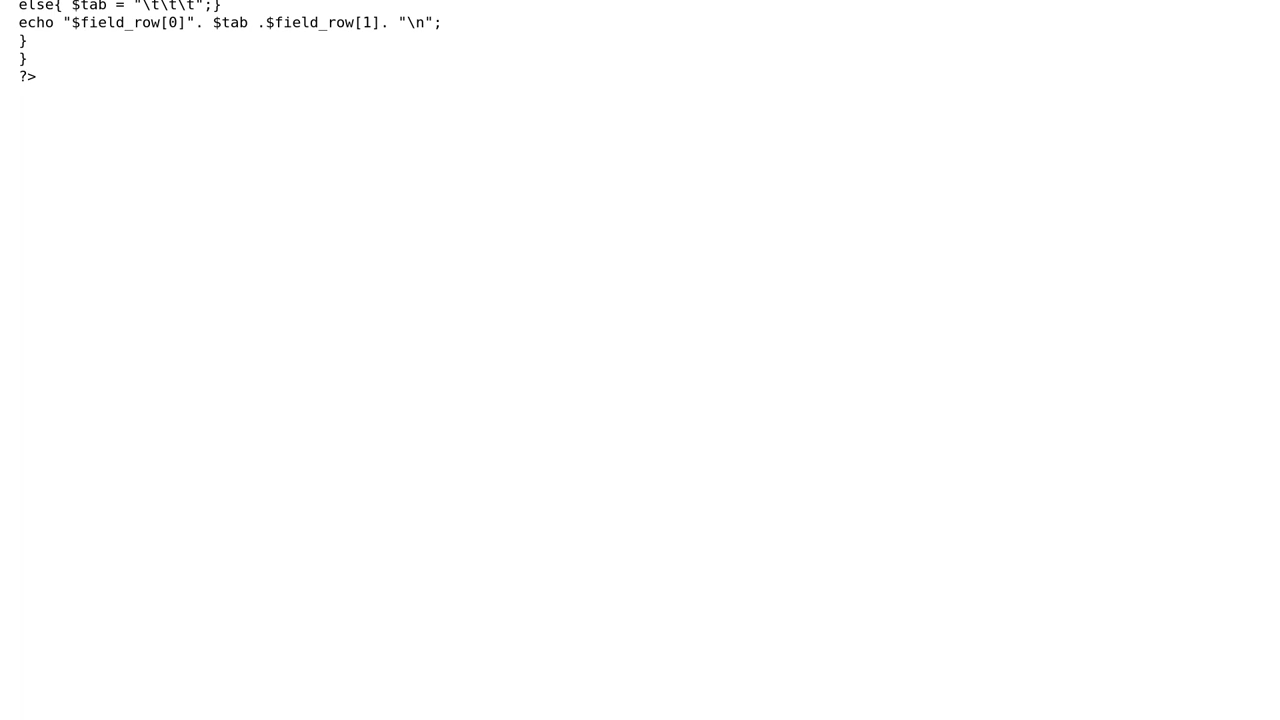 else{ $tab = "\t\t\t";}
echo "$field_row[0]". $tab .$field_row[1]. "\n";
}
}
?>